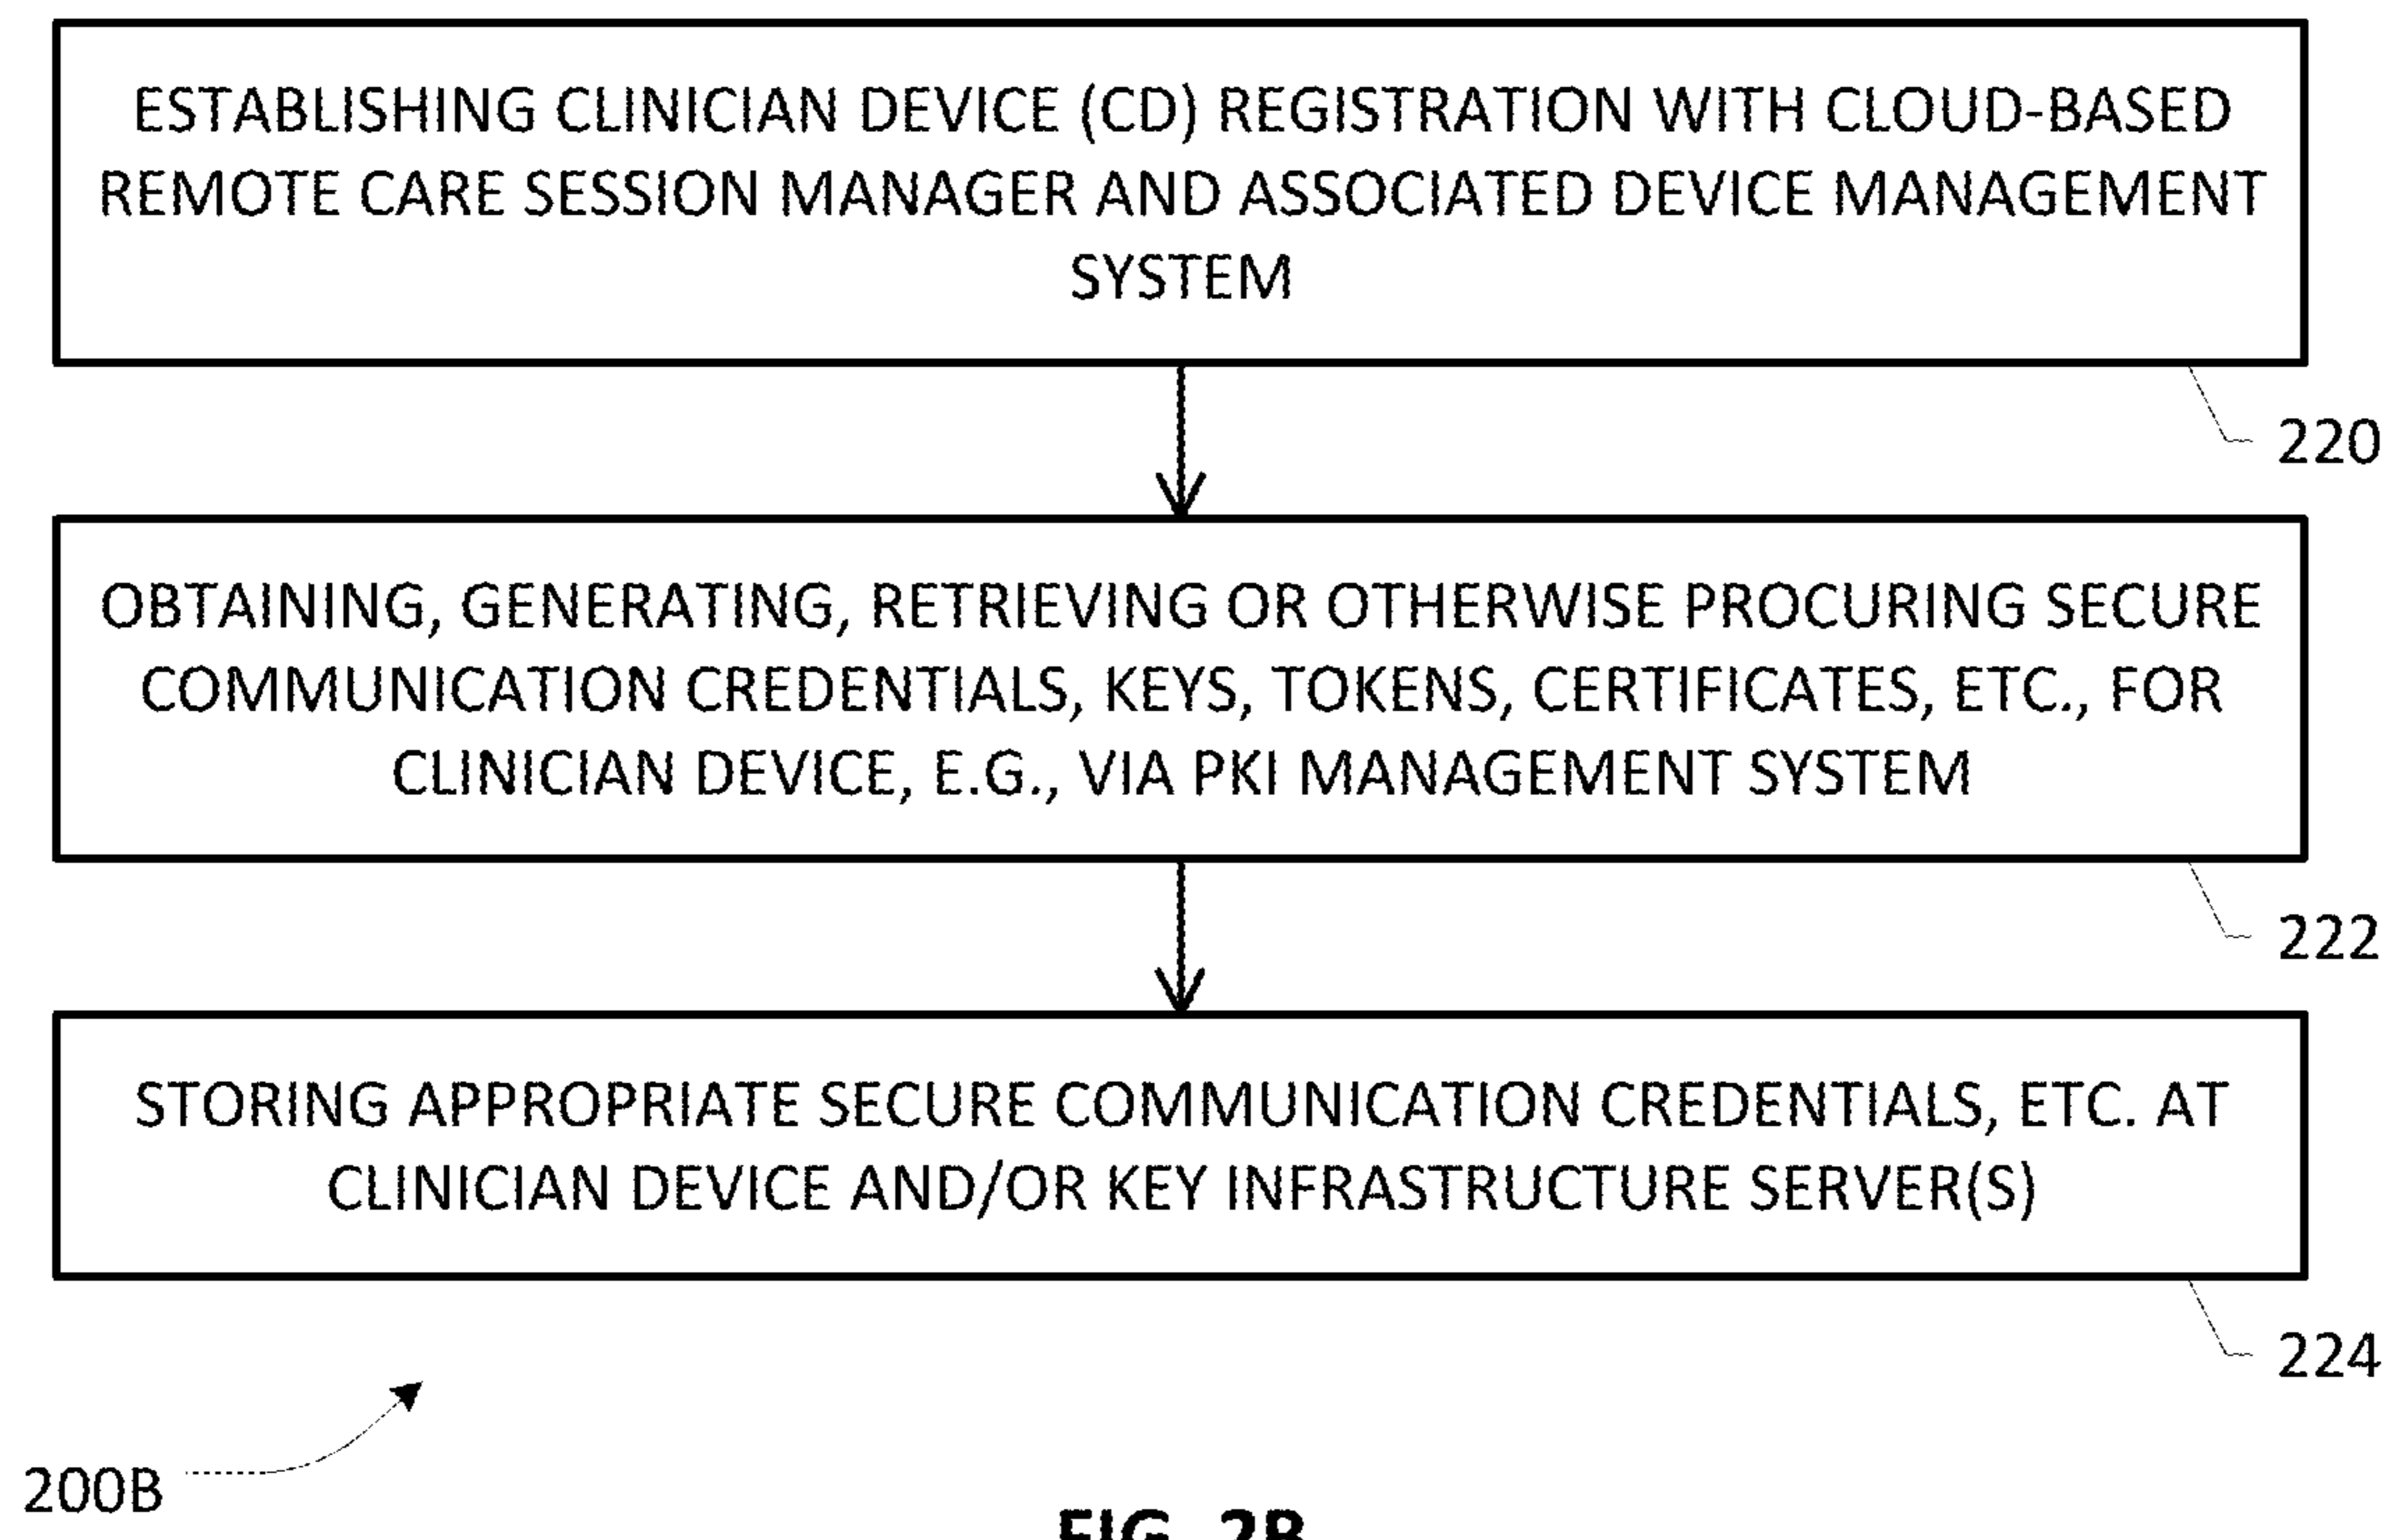 ESTABLISHING CLINICIAN DEVICE (CD) REGISTRATION WITH CLOUD-BASED
REMOTE CARE SESSION MANAGER AND ASSOCIATED DEVICE MANAGEMENT
SYSTEM
220
OBTAINING, GENERATING, RETRIEVING OR OTHERWISE PROCURING SECURE
COMMUNICATION CREDENTIALS, KEYS, TOKENS, CERTIFICATES, ETC., FOR
CLINICIAN DEVICE, E.G., VIA PKI MANAGEMENT SYSTEM
222
STORING APPROPRIATE SECURE COMMUNICATION CREDENTIALS, ETC. AT
CLINICIAN DEVICE AND/OR KEY INFRASTRUCTURE SERVER(S)
224
200B
FIG. 2B